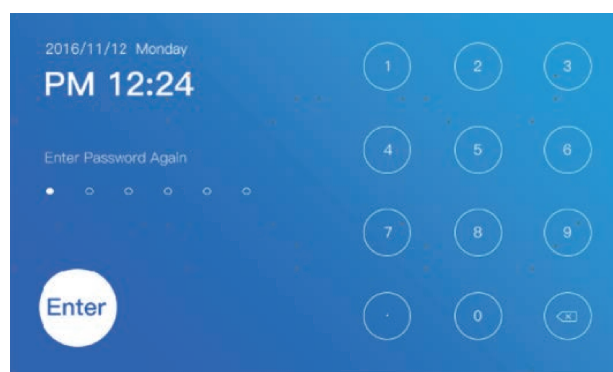 2016/11/12 Monday
PM 12:24
Enter Password Again
Enter
1 2 3
4 5 6
7 8 9
. 0